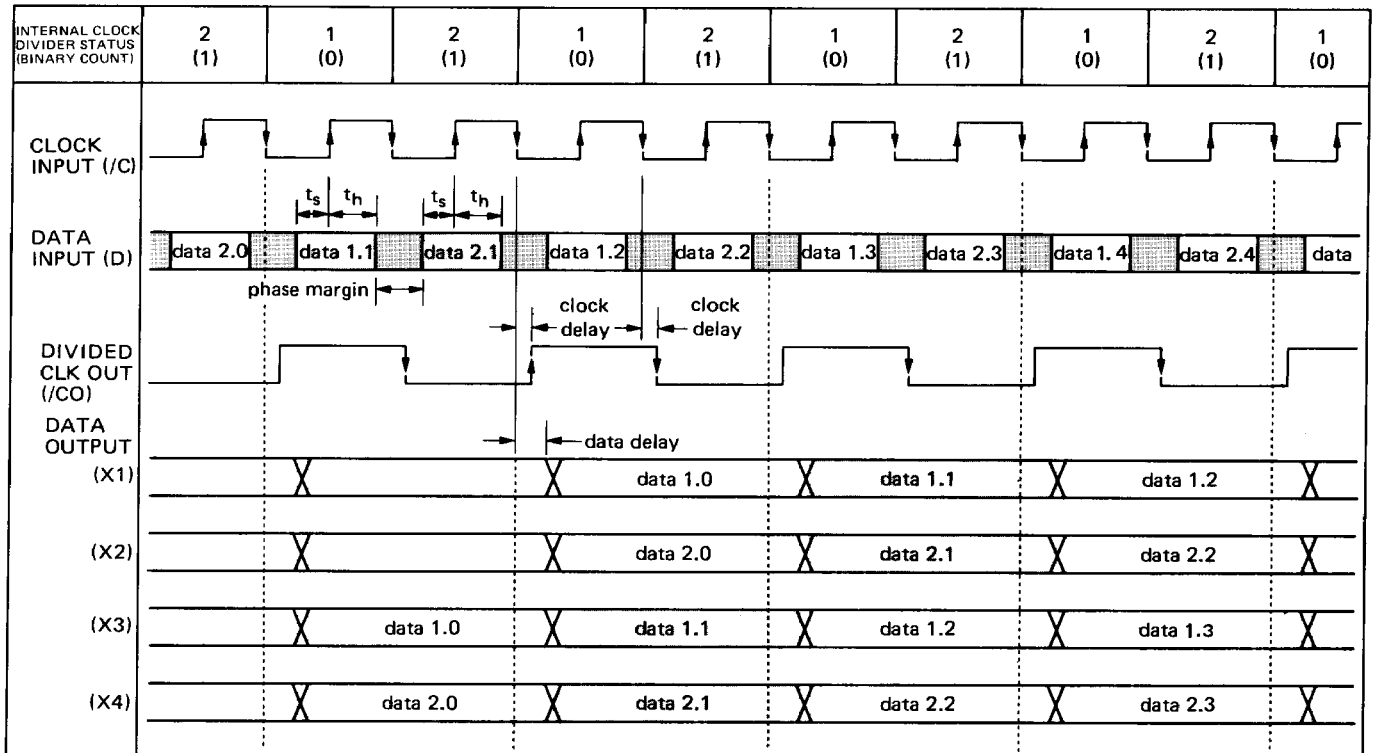 INTERNAL CLOCK
DIVIDER STATUS
(BINARY COUNT)
2 1 2 1 2 1 2 1 2 1
(1) (0) (1) (0) (1) (0) (1) (0) (1) (0)
CLOCK
INPUT (/C)
ts th ts th
DATA
INPUT (D)
data 2.0 data 1.1 data 2.1 data 1.2 data 2.2 data 1.3 data 2.3 data 1.4 data 2.4 data
phase margin
clock
delay
clock
delay
DIVIDED
CLK OUT
(/CO)
DATA
OUTPUT
data delay
(X1) data 1.0 data 1.1 data 1.2
(X2) data 2.0 data 2.1 data 2.2
(X3) data 1.0 data 1.1 data 1.2 data 1.3
(X4) data 2.0 data 2.1 data 2.2 data 2.3